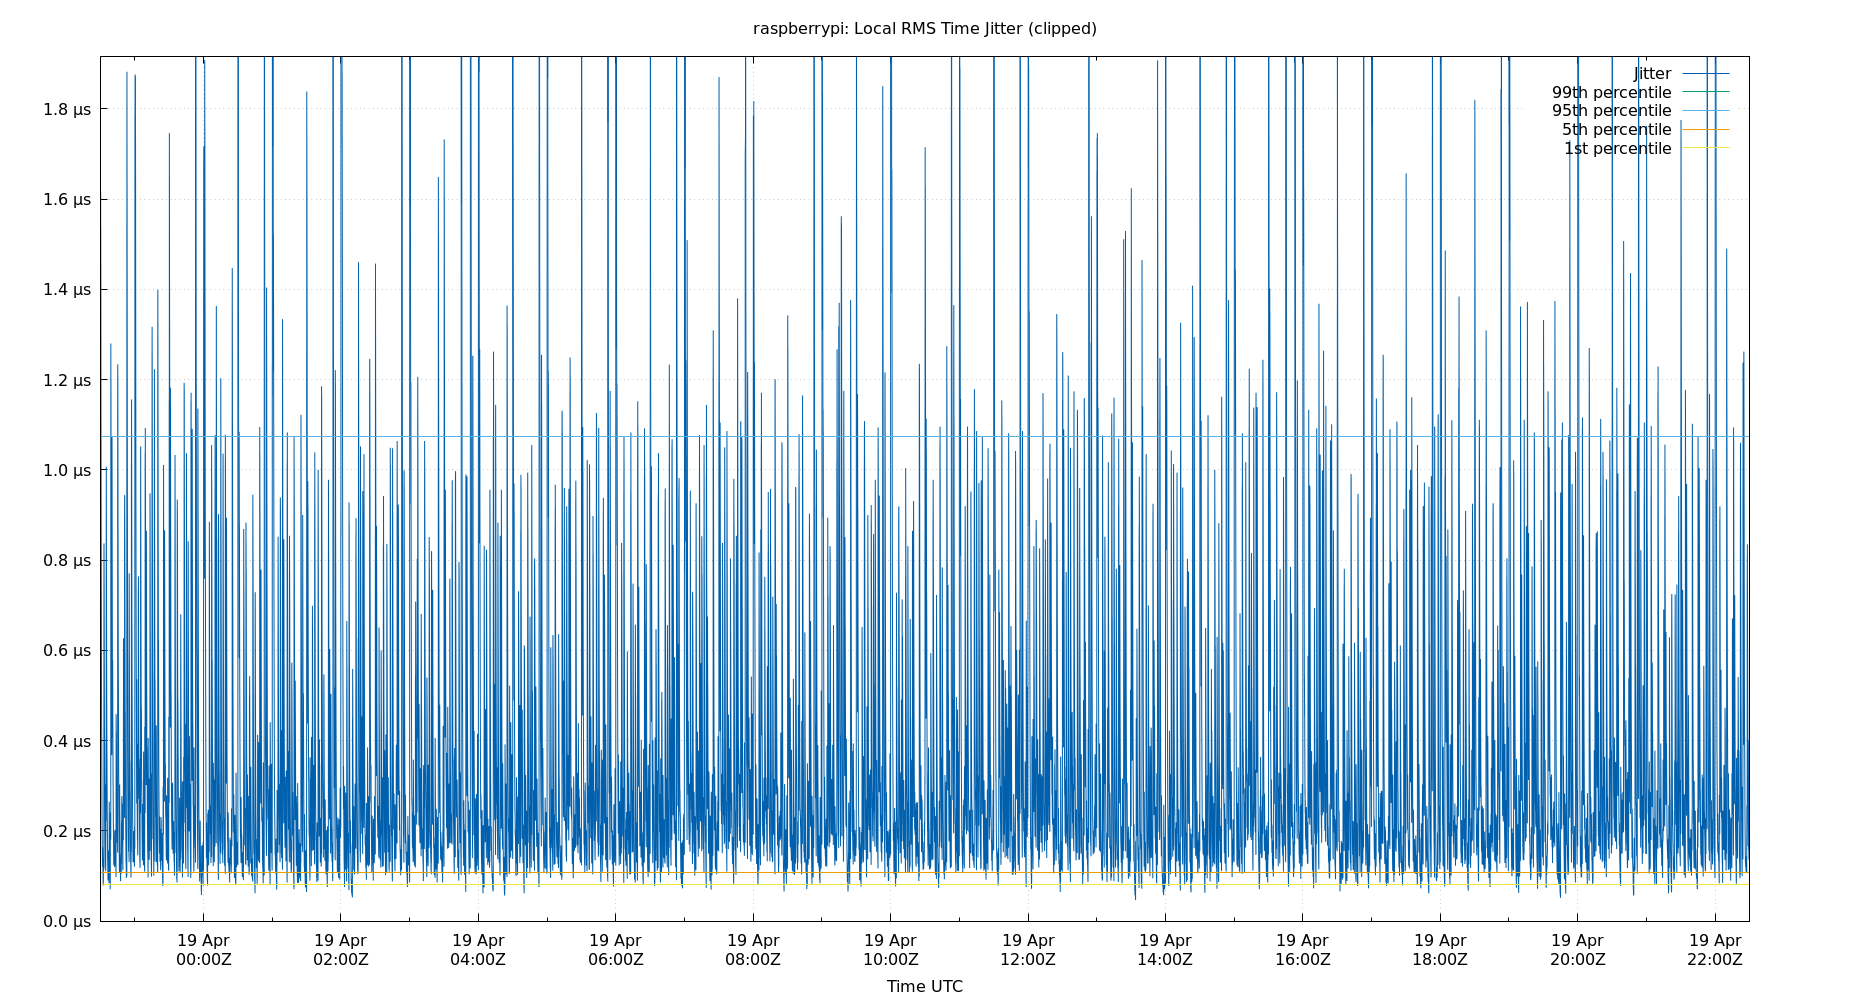 raspberrypi: Local RMS Time Jitter (clipped)
Jitter
99th percentile
95th percentile
5th percentile
1st percentile
1.8 µs
1.6 µs
1.4 µs
1.2 µs
1.0 µs
0.8 µs
0.6 µs
0.4 µs
0.2 µs
0.0 µs
19 Apr 19 Apr 19 Apr 19 Apr 19 Apr 19 Apr 19 Apr 19 Apr 19 Apr 19 Apr 19 Apr 19 Apr
00:00Z 02:00Z 04:00Z 06:00Z 08:00Z 10:00Z 12:00Z 14:00Z 16:00Z 18:00Z 20:00Z 22:00Z
Time UTC